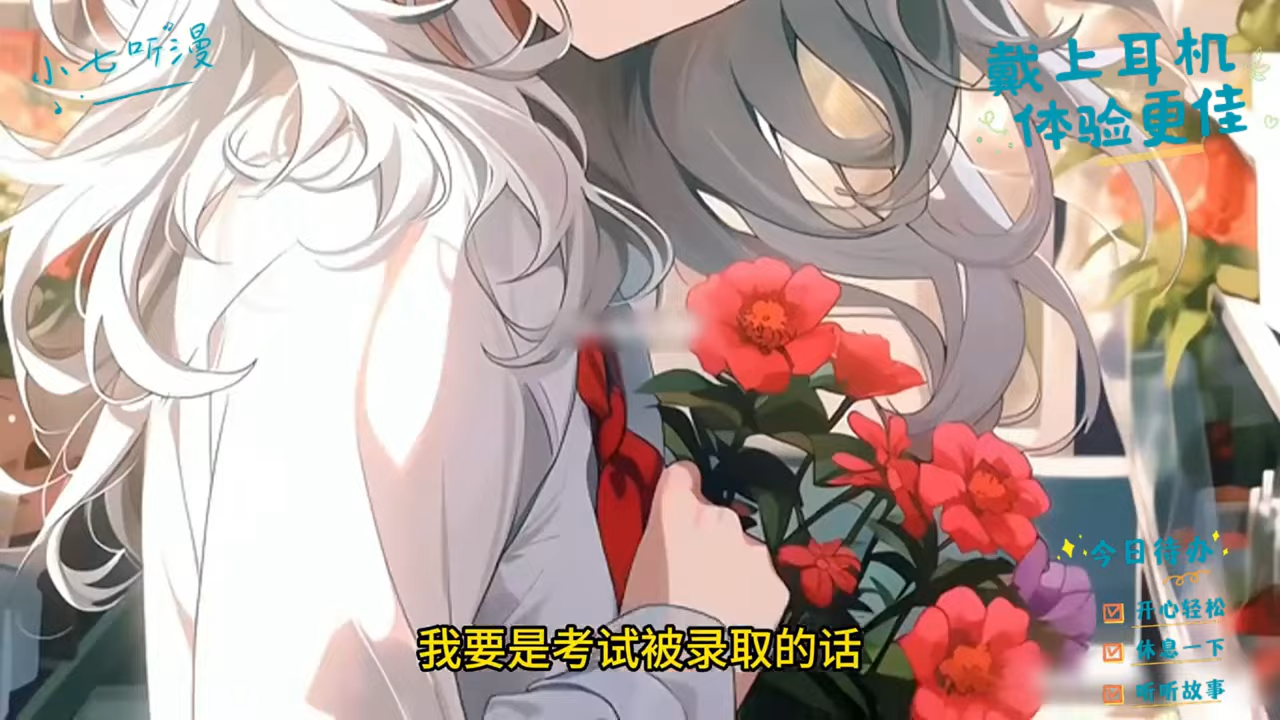 小七听漫
戴上耳机
体验更佳
今日待办
开心轻松
休息一下
听听故事
我要是考试被录取的话